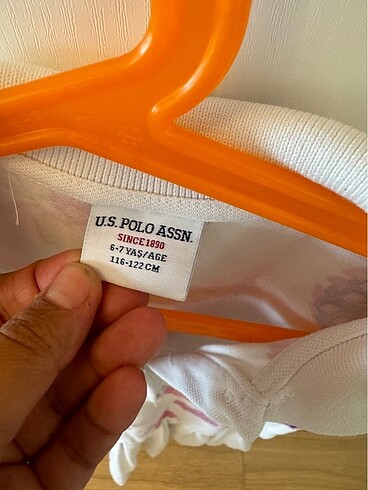 U.S. POLO ASSN.
SINCE 1890
6-7 YAŞ/AGE
116-122 CM